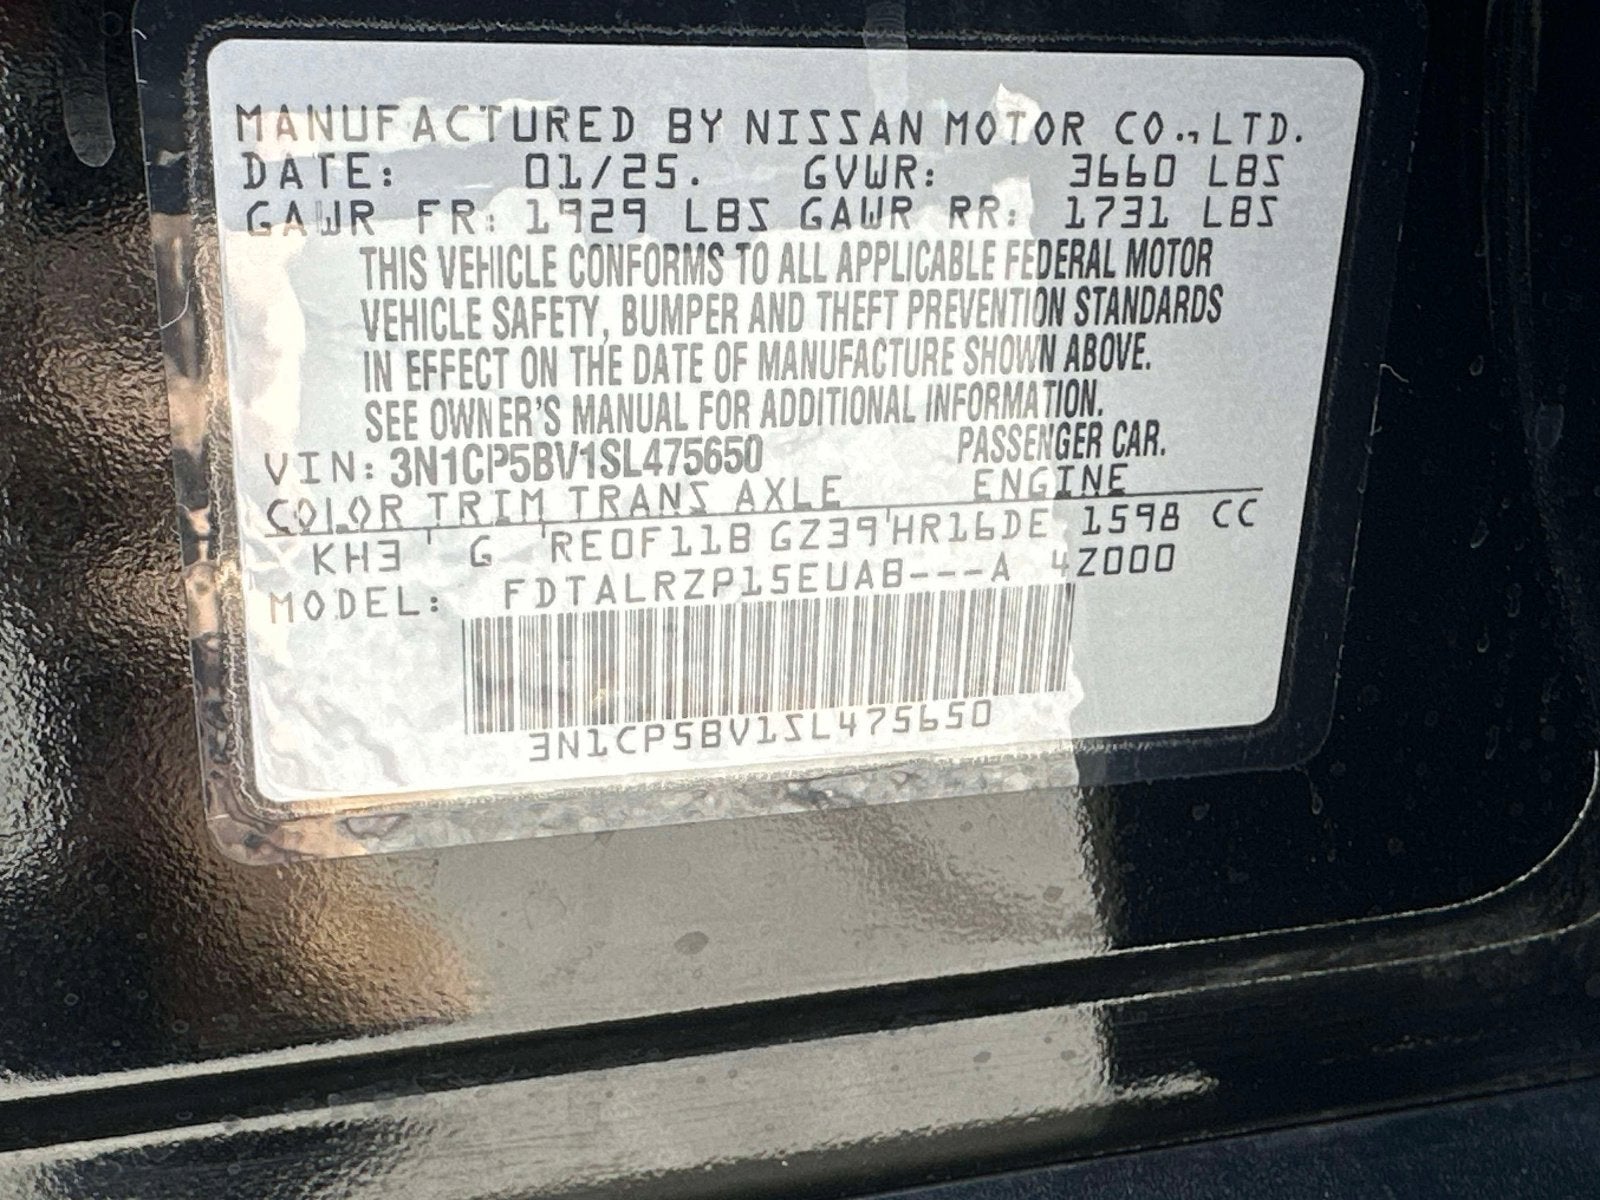 MANUFACTURED BY NISSAN MOTOR CO., LTD.
DATE: 01/25. GVWR: 3660 LBS
GAWR FR: 1929 LBS GAWR RR: 1731 LBS
THIS VEHICLE CONFORMS TO ALL APPLICABLE FEDERAL MOTOR
VEHICLE SAFETY, BUMPER AND THEFT PREVENTION STANDARDS
IN EFFECT ON THE DATE OF MANUFACTURE SHOWN ABOVE.
SEE OWNER'S MANUAL FOR ADDITIONAL INFORMATION.
VIN: 3N1CP5BV1SL475650 PASSENGER CAR.
COLOR TRIM TRANS AXLE ENGINE
KH3 G RE0F11B GZ39 HR16DE 1598 CC
MODEL: FDTALRZP15EUAB---A 4Z000
3N1CP5BV1SL475650